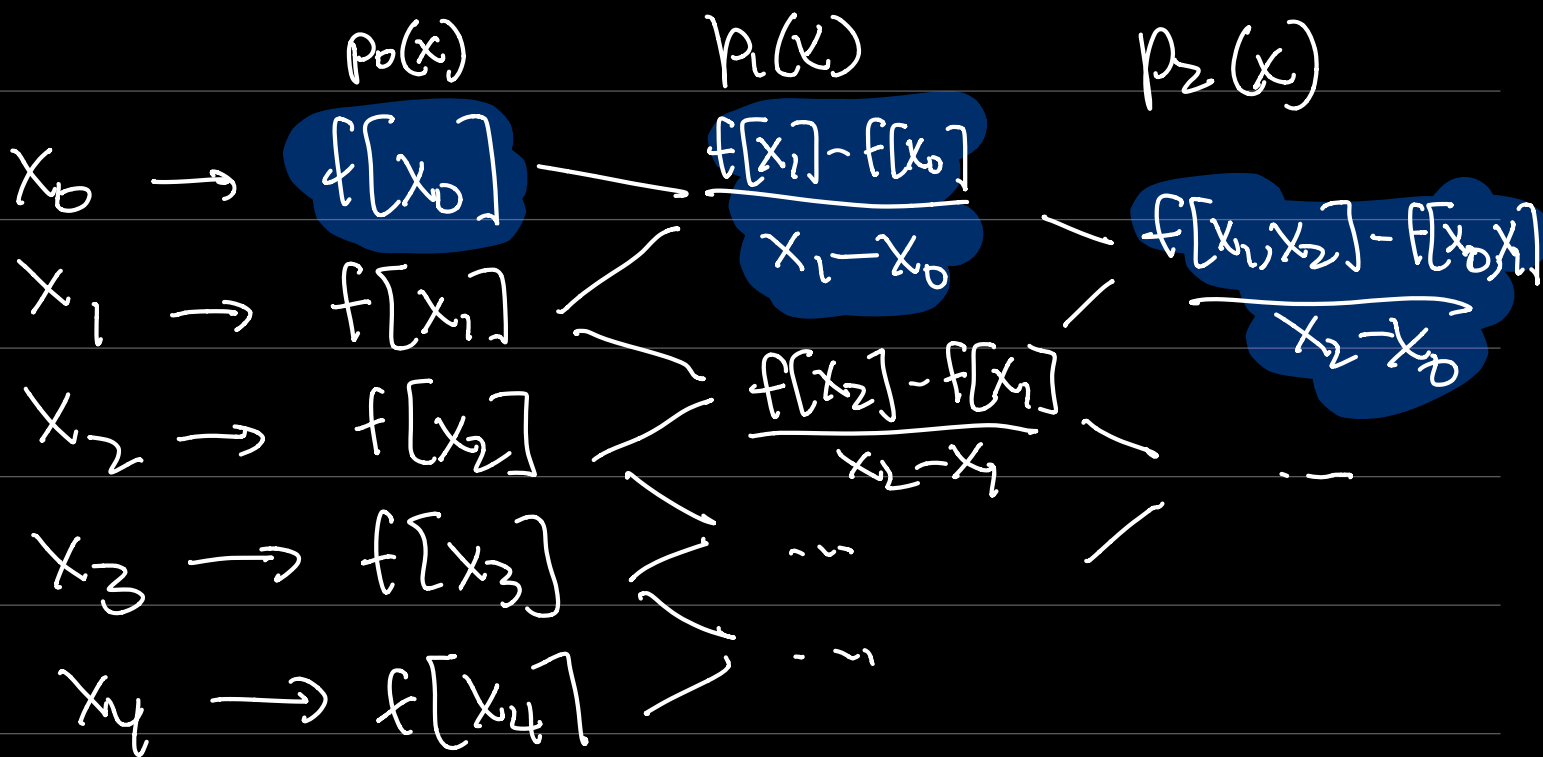 p₀(x) p₁(x) p₂(x)
x₀ → f[x₀] (f[x₁] - f[x₀]) / (x₁ - x₀) (f[x₁,x₂] - f[x₀,x₁]) / (x₂ - x₀)
x₁ → f[x₁]
x₂ → f[x₂] (f[x₂] - f[x₁]) / (x₂ - x₁) ...
x₃ → f[x₃] ...
x₄ → f[x₄] ...